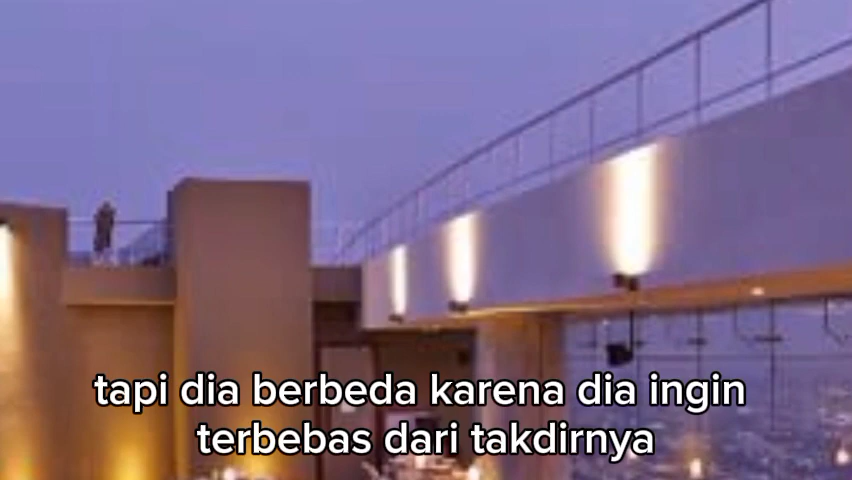 tapi dia berbeda karena dia ingin
terbebas dari takdirnya